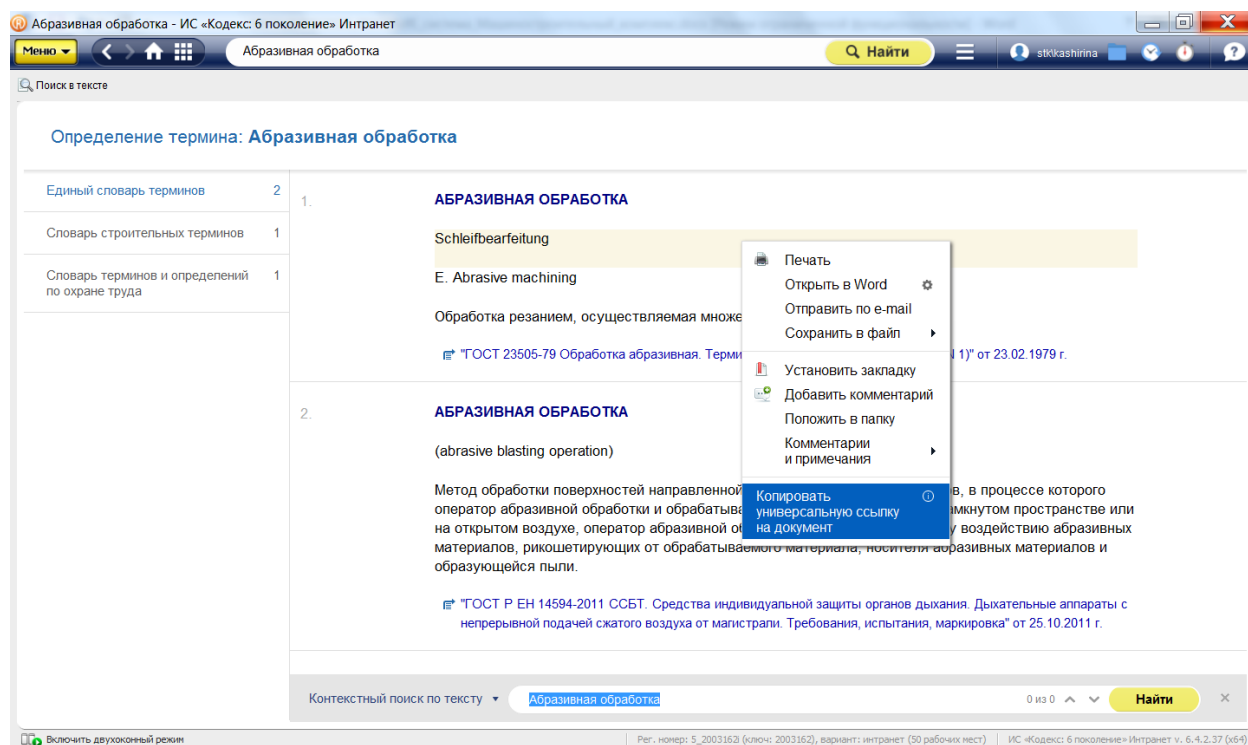 Абразивная обработка - ИС «Кодекс: 6 поколение» Интранет
Меню
Абразивная обработка
Найти
stk\kashirina
Поиск в тексте
Определение термина: Абразивная обработка
Единый словарь терминов 2
Словарь строительных терминов 1
Словарь терминов и определений 1
по охране труда
1.
АБРАЗИВНАЯ ОБРАБОТКА
Schleifbearfeitung
E. Abrasive machining
Обработка резанием, осуществляемая множе
"ГОСТ 23505-79 Обработка абразивная. Терми 1)" от 23.02.1979 г.
Печать
Открыть в Word
Отправить по e-mail
Сохранить в файл
Установить закладку
Добавить комментарий
Положить в папку
Комментарии
и примечания
Копировать
универсальную ссылку
на документ
2.
АБРАЗИВНАЯ ОБРАБОТКА
(abrasive blasting operation)
Метод обработки поверхностей направленной в, в процессе которого
оператор абразивной обработки и обрабатыва мкнутом пространстве или
на открытом воздухе, оператор абразивной об у воздействию абразивных
материалов, рикошетирующих от обрабатываемого материала, носителя абразивных материалов и
образующейся пыли.
"ГОСТ Р ЕН 14594-2011 ССБТ. Средства индивидуальной защиты органов дыхания. Дыхательные аппараты с
непрерывной подачей сжатого воздуха от магистрали. Требования, испытания, маркировка" от 25.10.2011 г.
Контекстный поиск по тексту
Абразивная обработка
0 из 0
Найти
Включить двухоконный режим
Рег. номер: 5_2003162i (ключ: 2003162), вариант: интранет (50 рабочих мест)
ИС «Кодекс: 6 поколение» Интранет v. 6.4.2.37 (x64)